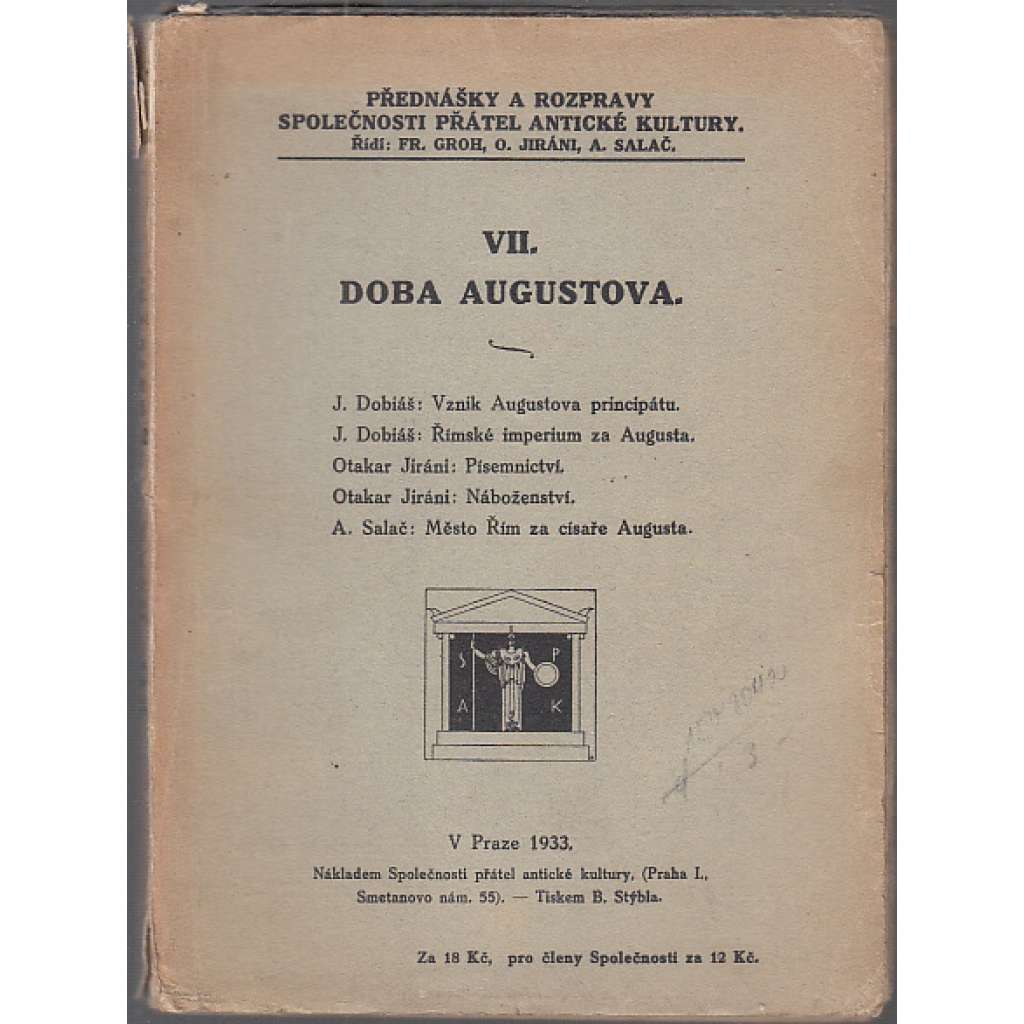 PŘEDNÁŠKY A ROZPRAVY
SPOLEČNOSTI PŘÁTEL ANTICKÉ KULTURY.
Řídí: FR. GROH, O. JIRÁNI, A. SALAČ.
VII.
DOBA AUGUSTOVA.
J. Dobiáš: Vznik Augustova principátu.
J. Dobiáš: Římské imperium za Augusta.
Otakar Jiráni: Písemnictví.
Otakar Jiráni: Náboženství.
A. Salač: Město Řím za císaře Augusta.
S P
A K
V Praze 1933.
Nákladem Společnosti přátel antické kultury, (Praha I.,
Smetanovo nám. 55). — Tiskem B. Stýbla.
Za 18 Kč, pro členy Společnosti za 12 Kč.